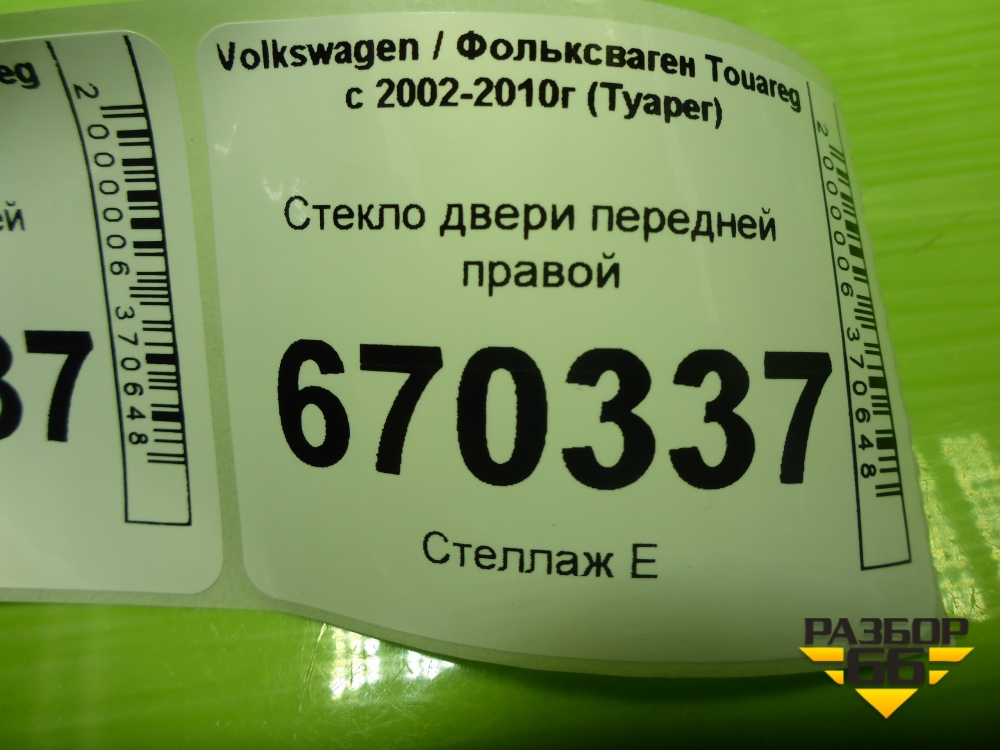 eg
ей
37
2000006370648
Volkswagen / Фольксваген Touareg
с 2002-2010г (Туарег)
Стекло двери передней
правой
670337
Стеллаж Е
2000006370648
РАЗБОР
66